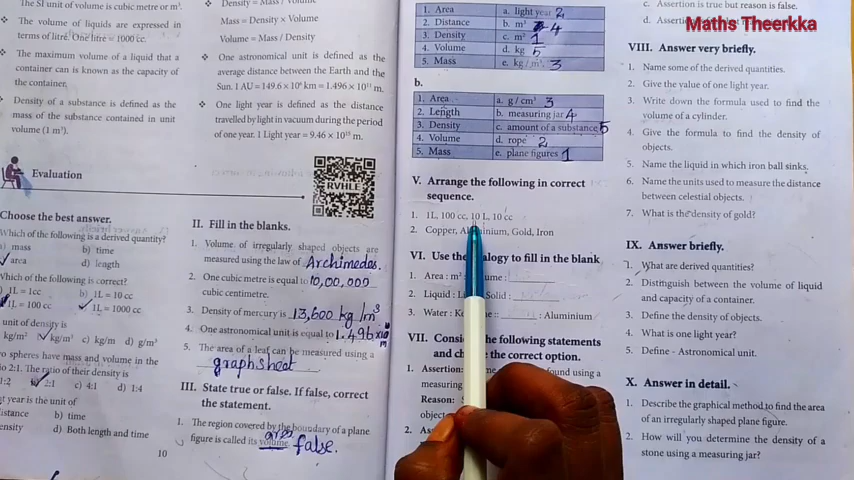 Maths Theerkka
The SI unit of volume is cubic metre or m³.
The volume of liquids are expressed in
terms of litre. One litre = 1000 cc.
The maximum volume of a liquid that a
container can is known as the capacity of
the container.
Density of a substance is defined as the
mass of the substance contained in unit
volume (1 m³).
Evaluation
Choose the best answer.
Which of the following is a derived quantity?
mass b) time
area d) length
Which of the following is correct?
1L = 1cc b) 1L = 10 cc
1L = 100 cc 1L = 1000 cc
unit of density is
kg/m² kg/m³ c) kg/m d) g/m³
spheres have mass and volume in the
2:1. The ratio of their density is
1:2 2:1 c) 4:1 d) 1:4
year is the unit of
distance b) time
density d) Both length and time
10
Density = Mass / Volume
Mass = Density x Volume
Volume = Mass / Density
One astronomical unit is defined as the
average distance between the Earth and the
Sun. 1 AU = 149.6 × 10⁶ km = 1.496 × 10¹¹ m.
One light year is defined as the distance
travelled by light in vacuum during the period
of one year. 1 Light year = 9.46 × 10¹⁵ m.
RVHLE
II. Fill in the blanks.
1. Volume of irregularly shaped objects are
measured using the law of Archimedes.
2. One cubic metre is equal to 10,00,000
cubic centimetre.
3. Density of mercury is 13,600 kg/m³
4. One astronomical unit is equal to 1.496×10¹¹ m
5. The area of a leaf can be measured using a
graph sheet
III. State true or false. If false, correct
the statement.
1. The region covered by the boundary of a plane
area
figure is called its volume. false.
1. Area a. light year 2
2. Distance b. m³ 4
3. Density c. m² 1
4. Volume d. kg 5
5. Mass e. kg / m³ 3
b.
1. Area a. g / cm³ 3
2. Length b. measuring jar 4
3. Density c. amount of a substance 5
4. Volume d. rope 2
5. Mass e. plane figures 1
V. Arrange the following in correct
sequence.
1. 1L, 100 cc, 10 L, 10 cc
2. Copper, Aluminium, Gold, Iron
VI. Use the analogy to fill in the blank
1. Area : m² :
2. Liquid : Solid :
3. Water : :: : Aluminium
VII. Consider the following statements
and choose the correct option.
1. Assertion: found using a
measuring
Reason:
object
2.
c. Assertion is true but reason is false.
d.
VIII. Answer very briefly.
1. Name some of the derived quantities.
2. Give the value of one light year.
3. Write down the formula used to find the
volume of a cylinder.
4. Give the formula to find the density of
objects.
5. Name the liquid in which iron ball sinks.
6. Name the units used to measure the distance
between celestial objects.
7. What is the density of gold?
IX. Answer briefly.
1. What are derived quantities?
2. Distinguish between the volume of liquid
and capacity of a container.
3. Define the density of objects.
4. What is one light year?
5. Define - Astronomical unit.
X. Answer in detail.
1. Describe the graphical method to find the area
of an irregularly shaped plane figure.
2. How will you determine the density of a
stone using a measuring jar?